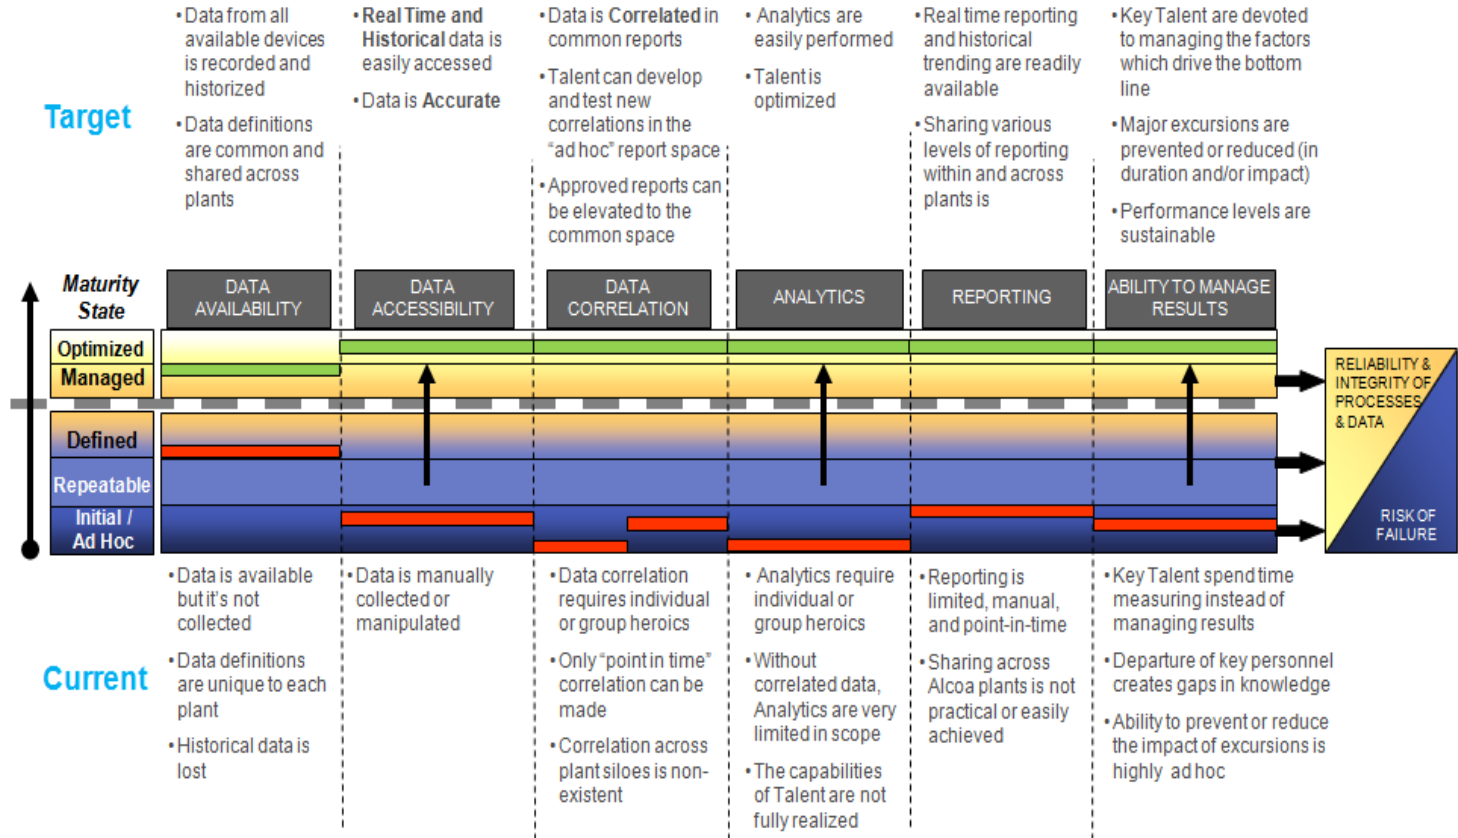 Target
• Data from all
available devices
is recorded and
historized
• Data definitions
are common and
shared across
plants
• Real Time and
Historical data is
easily accessed
• Data is Accurate
• Data is Correlated in
common reports
• Talent can develop
and test new
correlations in the
“ad hoc” report space
• Approved reports can
be elevated to the
common space
• Analytics are
easily performed
• Talent is
optimized
• Real time reporting
and historical
trending are readily
available
• Sharing various
levels of reporting
within and across
plants is
• Key Talent are devoted
to managing the factors
which drive the bottom
line
• Major excursions are
prevented or reduced (in
duration and/or impact)
• Performance levels are
sustainable
Maturity
State
DATA
AVAILABILITY
DATA
ACCESSIBILITY
DATA
CORRELATION
ANALYTICS
REPORTING
ABILITY TO MANAGE
RESULTS
Optimized
Managed
Defined
Repeatable
Initial /
Ad Hoc
RELIABILITY &
INTEGRITY OF
PROCESSES
& DATA
RISK OF
FAILURE
Current
• Data is available
but it’s not
collected
• Data definitions
are unique to each
plant
• Historical data is
lost
• Data is manually
collected or
manipulated
• Data correlation
requires individual
or group heroics
• Only “point in time”
correlation can be
made
• Correlation across
plant siloes is non-
existent
• Analytics require
individual or
group heroics
• Without
correlated data,
Analytics are very
limited in scope
• The capabilities
of Talent are not
fully realized
• Reporting is
limited, manual,
and point-in-time
• Sharing across
Alcoa plants is not
practical or easily
achieved
• Key Talent spend time
measuring instead of
managing results
• Departure of key personnel
creates gaps in knowledge
• Ability to prevent or reduce
the impact of excursions is
highly ad hoc